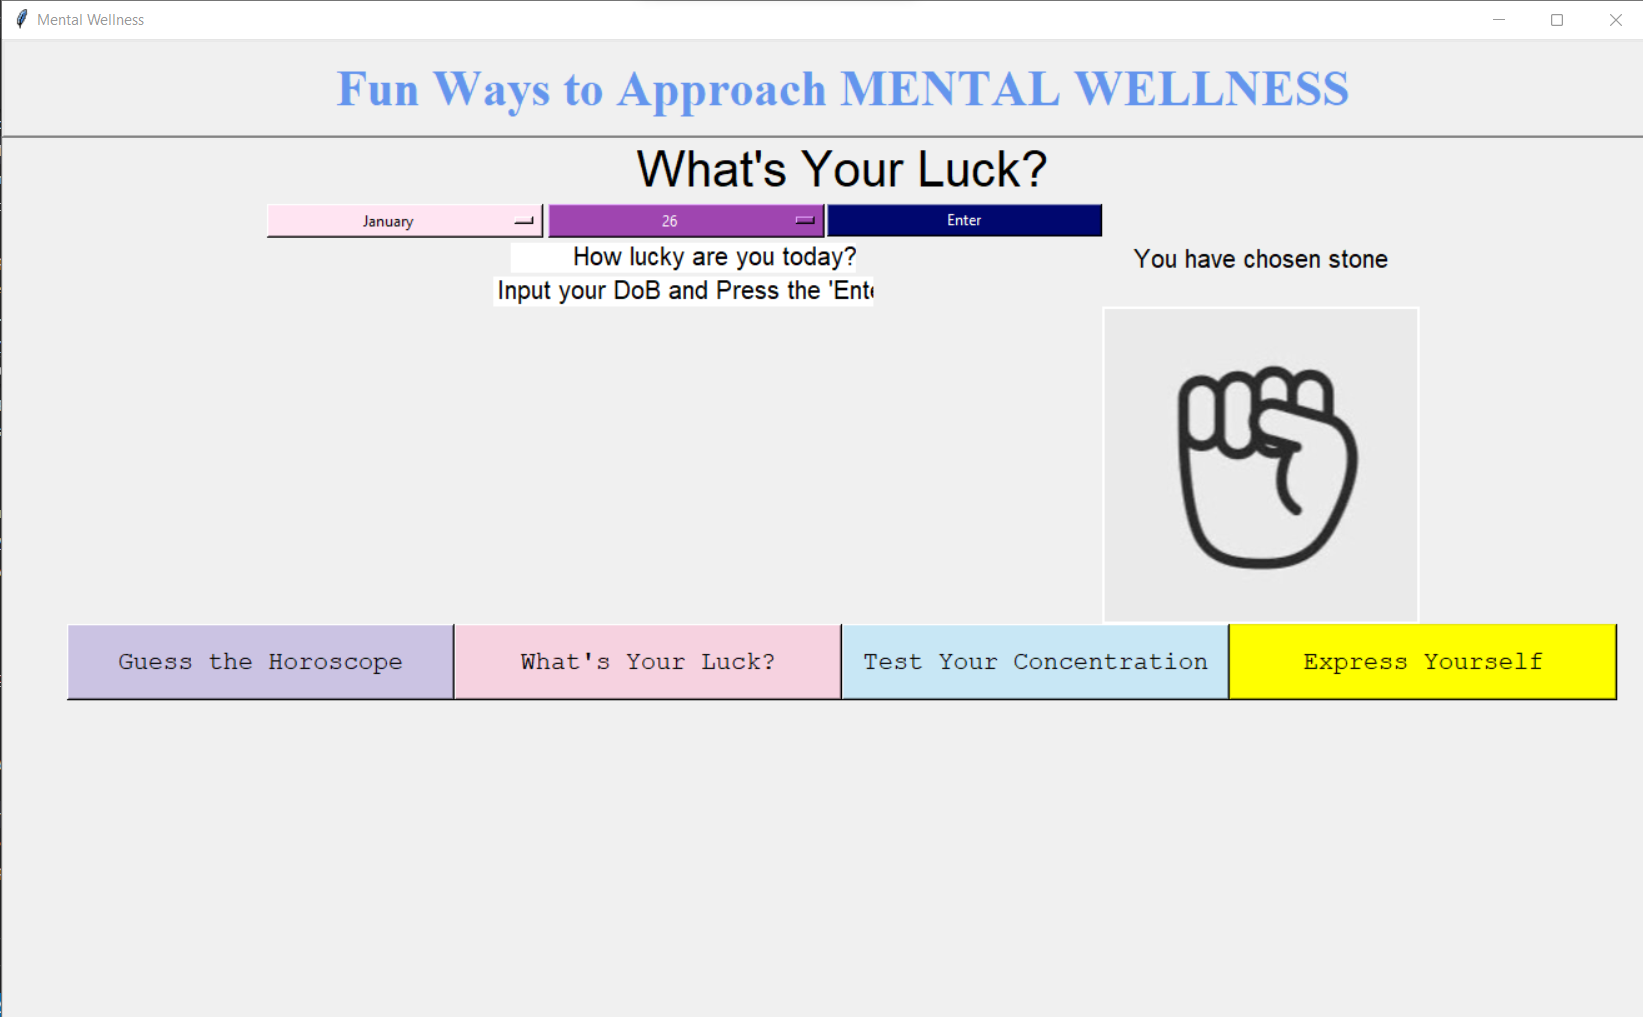 Mental Wellness
Fun Ways to Approach MENTAL WELLNESS
What's Your Luck?
January 26 Enter
How lucky are you today?
You have chosen stone
Input your DoB and Press the 'Ente
Guess the Horoscope What's Your Luck? Test Your Concentration Express Yourself